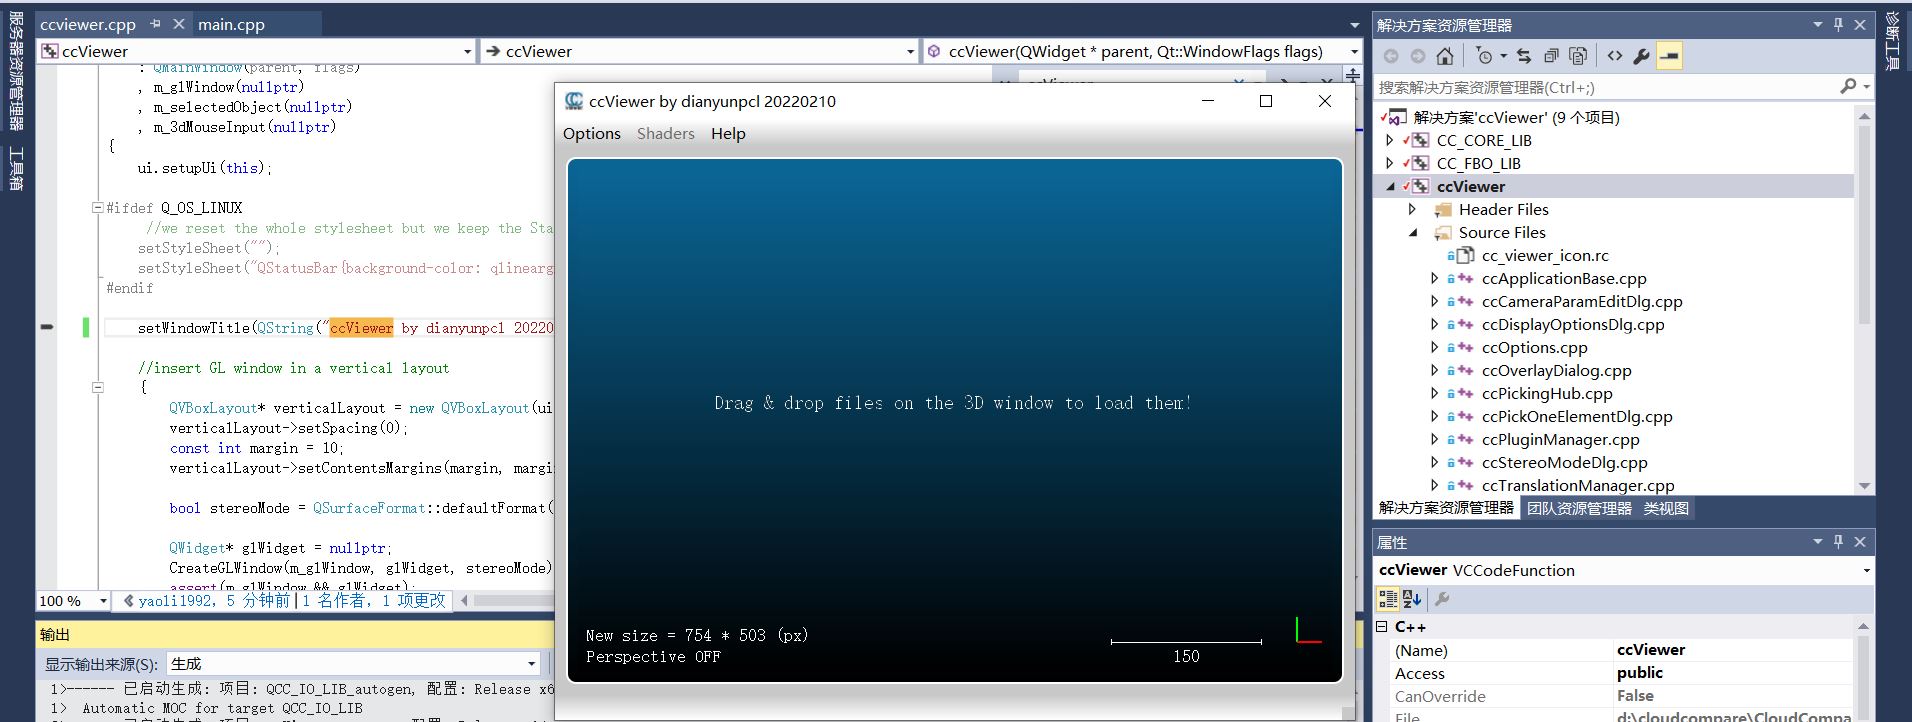 服务器资源管理器
工具箱
ccviewer.cpp
main.cpp
ccViewer
ccViewer
ccViewer(QWidget * parent, Qt::WindowFlags flags)
: QMainWindow(parent, flags)
, m_glWindow(nullptr)
, m_selectedObject(nullptr)
, m_3dMouseInput(nullptr)
{
ui.setupUi(this);
#ifdef Q_OS_LINUX
//we reset the whole stylesheet but we keep the Sta
setStyleSheet("");
setStyleSheet("QStatusBar{background-color: qlinearg
#endif
setWindowTitle(QString("ccViewer by dianyunpcl 20220
//insert GL window in a vertical layout
{
QVBoxLayout* verticalLayout = new QVBoxLayout(ui
verticalLayout->setSpacing(0);
const int margin = 10;
verticalLayout->setContentsMargins(margin, margin
bool stereoMode = QSurfaceFormat::defaultFormat(
QWidget* glWidget = nullptr;
CreateGLWindow(m_glWindow, glWidget, stereoMode)
assert(m_glWindow && glWidget);
100 %
yaoli1992, 5 分钟前 | 1 名作者, 1 项更改
输出
显示输出来源(S): 生成
1>------ 已启动生成: 项目: QCC_IO_LIB_autogen, 配置: Release x6
1> Automatic MOC for target QCC_IO_LIB
ccViewer by dianyunpcl 20220210
Options Shaders Help
Drag & drop files on the 3D window to load them!
New size = 754 * 503 (px)
Perspective OFF
150
解决方案资源管理器
搜索解决方案资源管理器(Ctrl+;)
解决方案'ccViewer' (9 个项目)
CC_CORE_LIB
CC_FBO_LIB
ccViewer
Header Files
Source Files
cc_viewer_icon.rc
ccApplicationBase.cpp
ccCameraParamEditDlg.cpp
ccDisplayOptionsDlg.cpp
ccOptions.cpp
ccOverlayDialog.cpp
ccPickingHub.cpp
ccPickOneElementDlg.cpp
ccPluginManager.cpp
ccStereoModeDlg.cpp
ccTranslationManager.cpp
解决方案资源管理器 团队资源管理器 类视图
属性
ccViewer VCCodeFunction
C++
(Name) ccViewer
Access public
CanOverride False
File d:\cloudcompare\CloudCompa
诊断工具